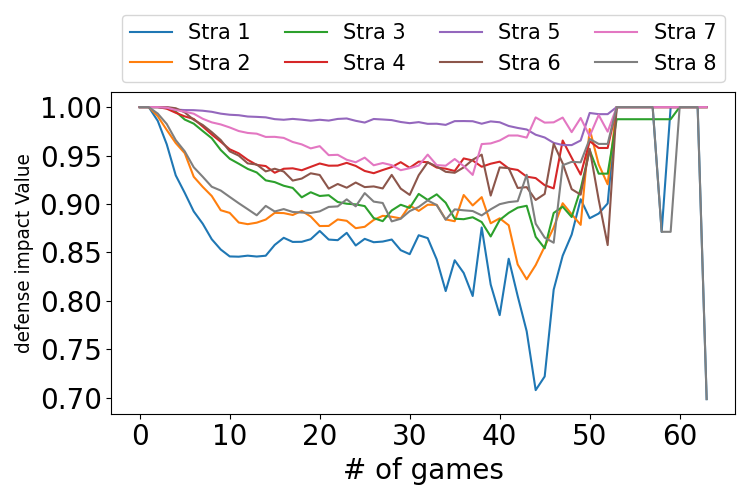 Stra 1 Stra 3 Stra 5 Stra 7
Stra 2 Stra 4 Stra 6 Stra 8
1.00
0.95
0.90
0.85
0.80
0.75
0.70
defense impact Value
0 10 20 30 40 50 60
# of games